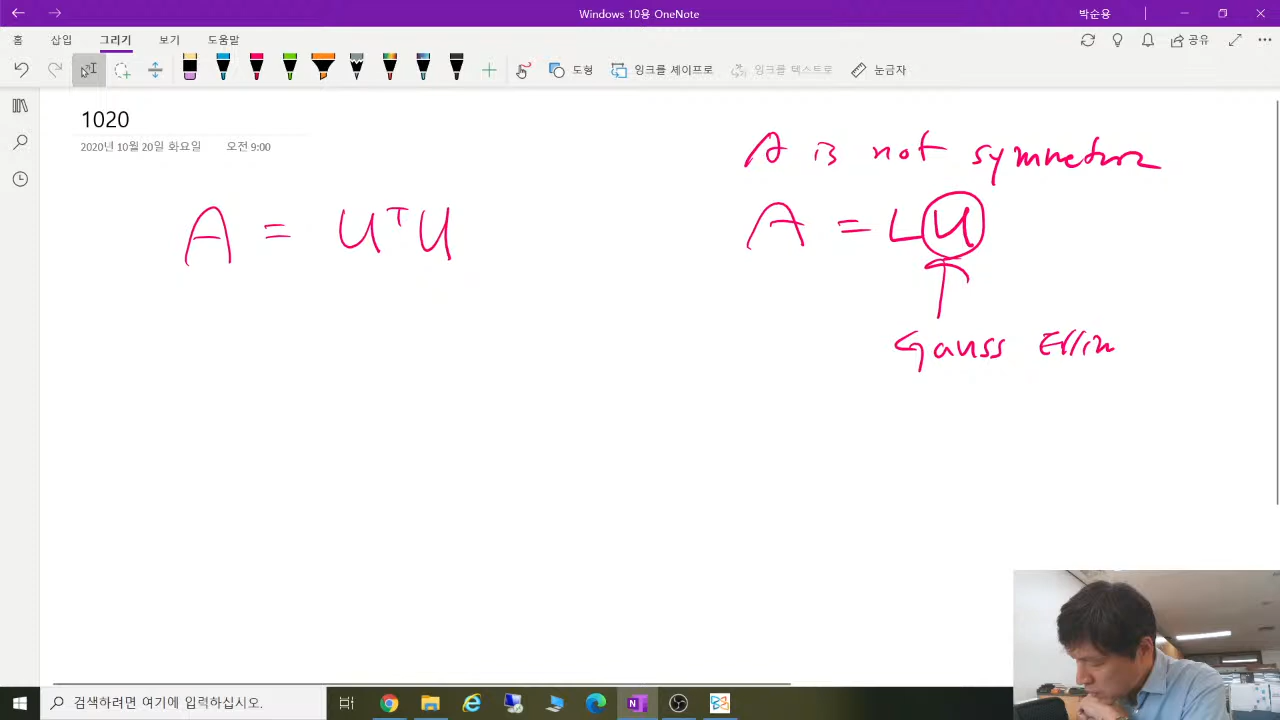 Windows 10용 OneNote
박순용
홈 삽입 그리기 보기 도움말
공유
도형 잉크를 셰이프로 잉크를 텍스트로 눈금자
1020
2020년 10월 20일 화요일 오전 9:00
A is not symmetric
A = UᵀU
A = LU
Gauss Elim
검색하려면 여기에 입력하십시오.